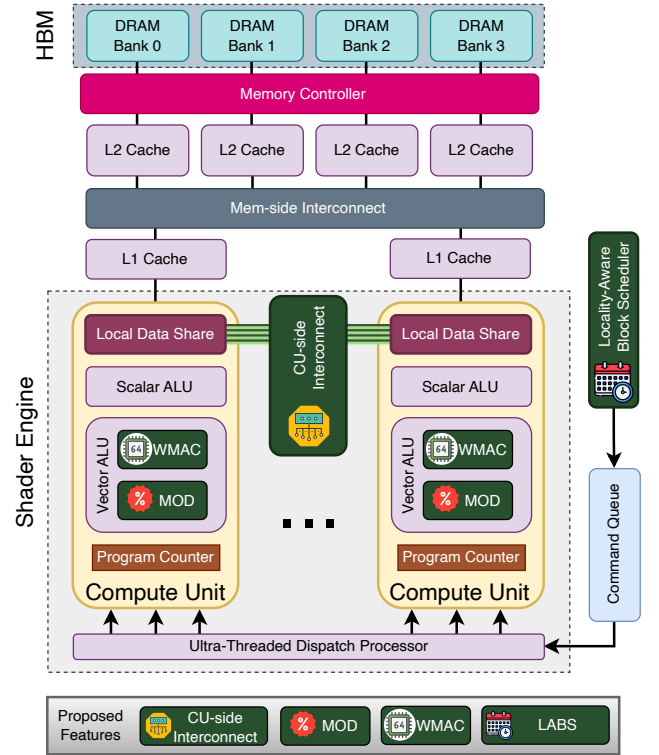 HBM
DRAM
Bank 0
DRAM
Bank 1
DRAM
Bank 2
DRAM
Bank 3
Memory Controller
L2 Cache
L2 Cache
L2 Cache
L2 Cache
Mem-side Interconnect
L1 Cache
L1 Cache
Locality-Aware
Block Scheduler
Shader Engine
Local Data Share
CU-side
Interconnect
Local Data Share
Scalar ALU
Scalar ALU
Vector ALU
64
WMAC
%
MOD
Vector ALU
64
WMAC
%
MOD
...
Program Counter
Program Counter
Compute Unit
Compute Unit
Command Queue
Ultra-Threaded Dispatch Processor
Proposed
Features
CU-side
Interconnect
%
MOD
64
WMAC
LABS